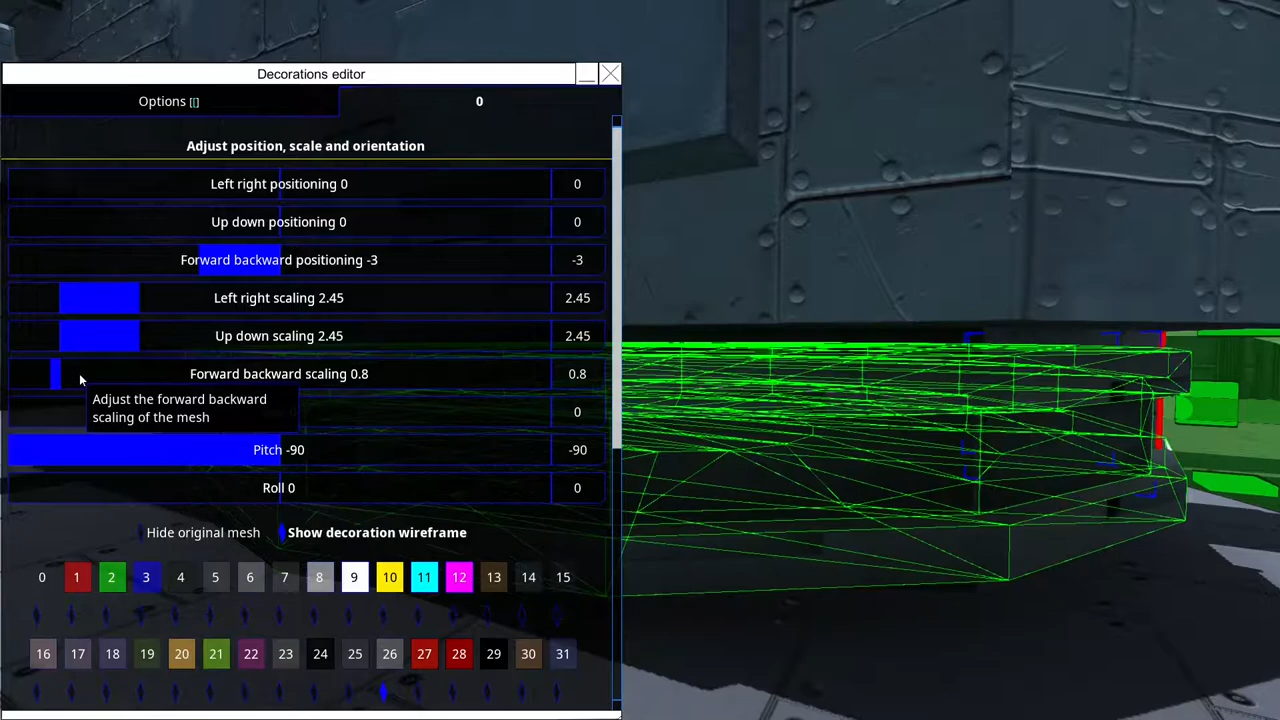 Decorations editor
Options [[]
0
Adjust position, scale and orientation
Left right positioning 0
0
Up down positioning 0
0
Forward backward positioning -3
-3
Left right scaling 2.45
2.45
Up down scaling 2.45
2.45
Forward backward scaling 0.8
0.8
Adjust the forward backward
scaling of the mesh
0
Pitch -90
-90
Roll 0
0
Hide original mesh
Show decoration wireframe
0 1 2 3 4 5 6 7 8 9 10 11 12 13 14 15
16 17 18 19 20 21 22 23 24 25 26 27 28 29 30 31